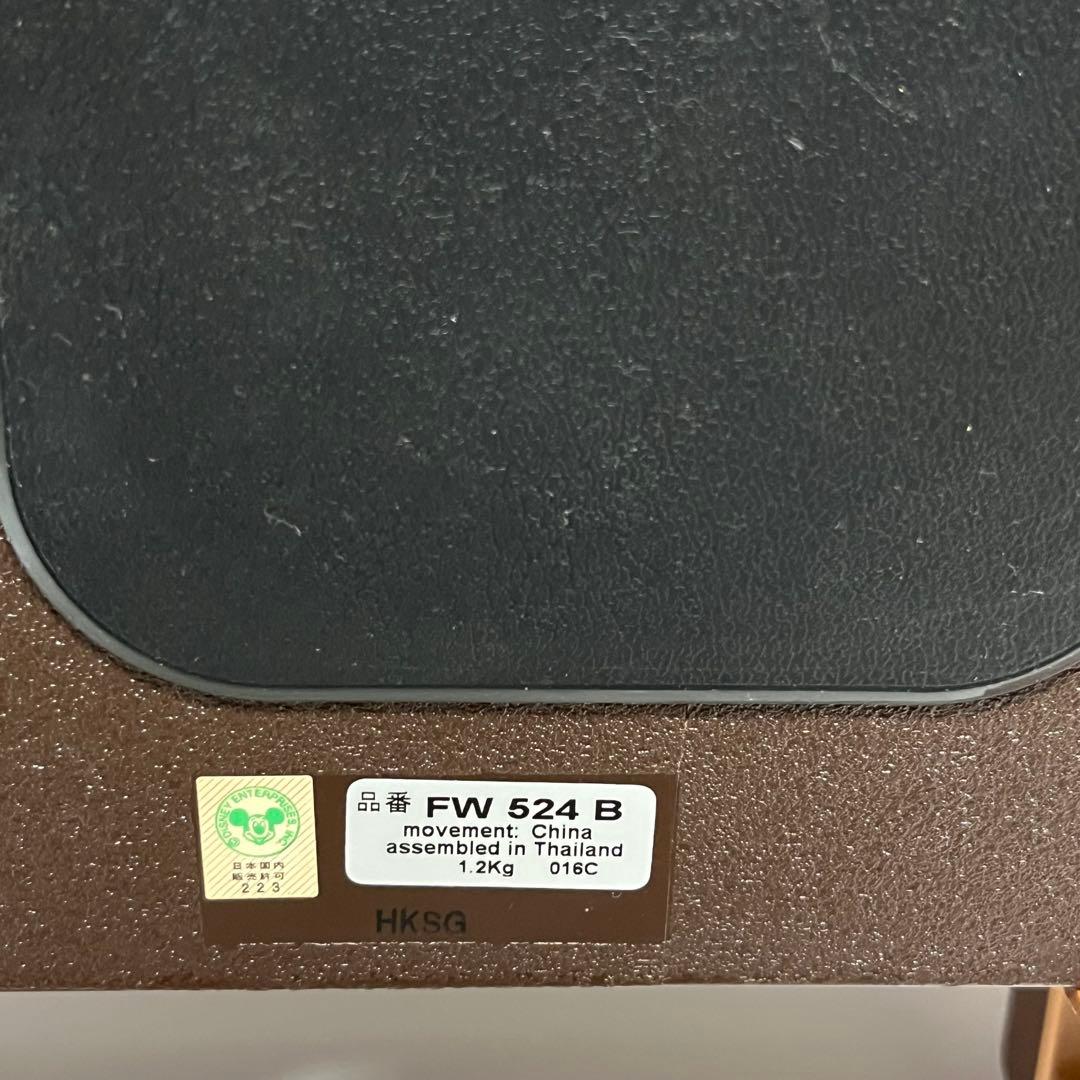 ©DISNEY ENTERPRISES, INC
日本国内
販売許可
223
品番 FW 524 B
movement: China
assembled in Thailand
1.2Kg 016C
HKSG